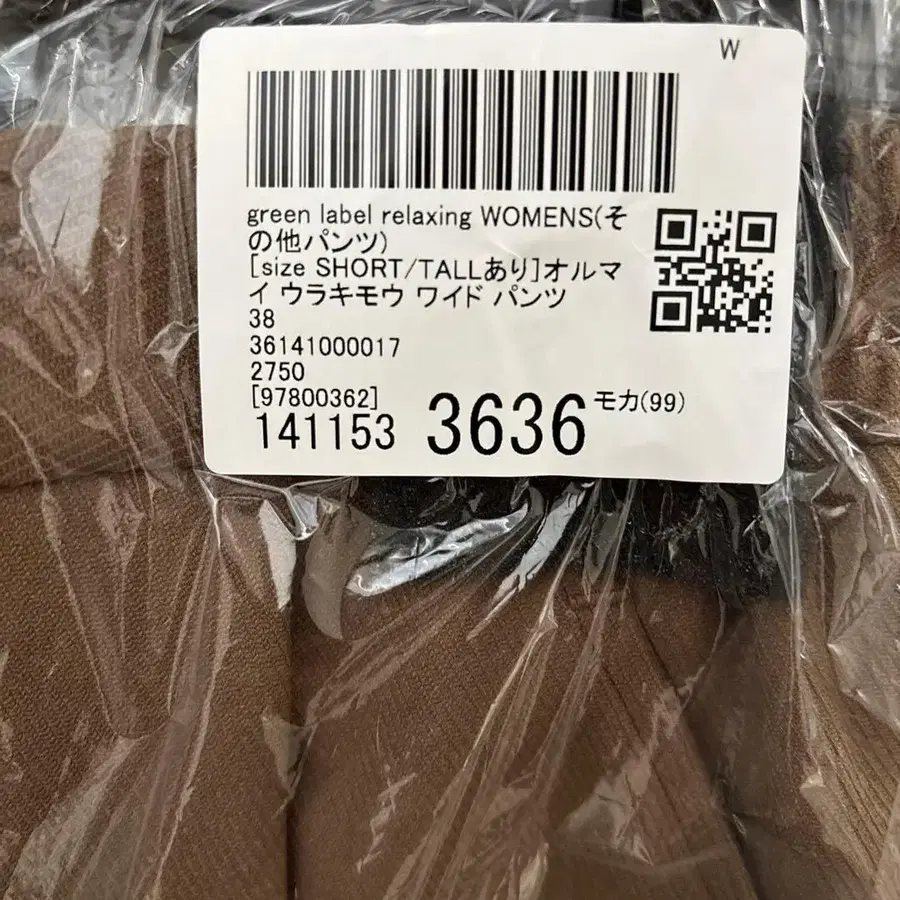 W
green label relaxing WOMENS(そ
の他パンツ)
[size SHORT/TALLあり]オルマ
イ ウラキモウ ワイド パンツ
38
36141000017
2750
[97800362]
141153 3636 モカ(99)